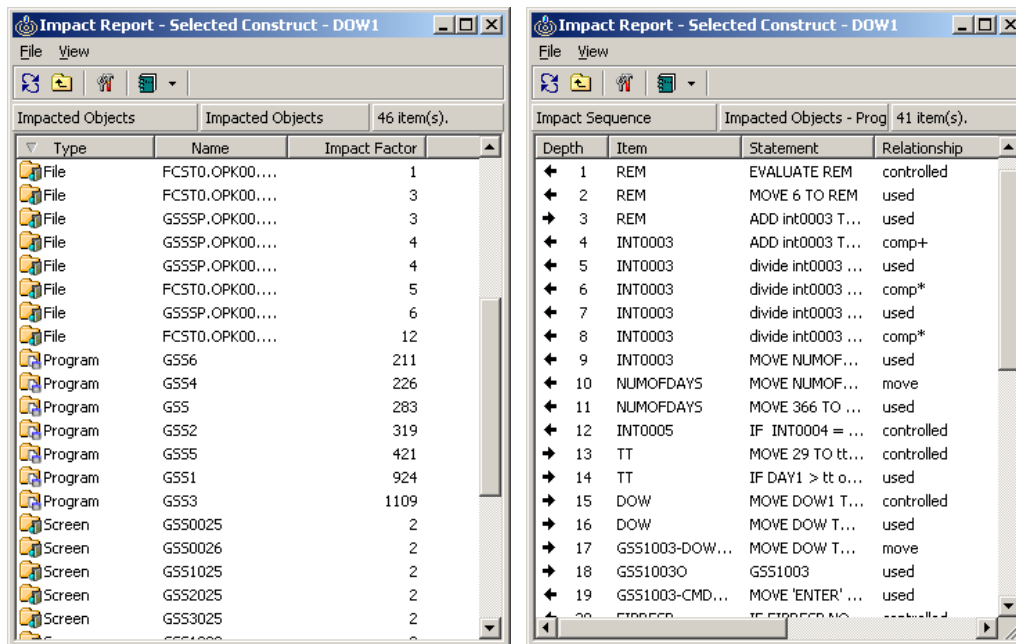 Impact Report - Selected Construct - DOW1
File View
Impacted Objects Impacted Objects 46 item(s).
Type Name Impact Factor
File FCST0.OPK00.... 1
File FCST0.OPK00.... 3
File GSSSP.OPK00.... 3
File GSSSP.OPK00.... 4
File GSSSP.OPK00.... 4
File FCST0.OPK00.... 5
File GSSSP.OPK00.... 6
File FCST0.OPK00.... 12
Program GSS6 211
Program GSS4 226
Program GSS 283
Program GSS2 319
Program GSS5 421
Program GSS1 924
Program GSS3 1109
Screen GSS0025 2
Screen GSS0026 2
Screen GSS1025 2
Screen GSS2025 2
Screen GSS3025 2
Impact Report - Selected Construct - DOW1
File View
Impact Sequence Impacted Objects - Prog 41 item(s).
Depth Item Statement Relationship
1 REM EVALUATE REM controlled
2 REM MOVE 6 TO REM used
3 REM ADD int0003 T... used
4 INT0003 ADD int0003 T... comp+
5 INT0003 divide int0003 ... used
6 INT0003 divide int0003 ... comp*
7 INT0003 divide int0003 ... used
8 INT0003 divide int0003 ... comp*
9 INT0003 MOVE NUMOF... used
10 NUMOFDAYS MOVE NUMOF... move
11 NUMOFDAYS MOVE 366 TO ... used
12 INT0005 IF INT0004 = ... controlled
13 TT MOVE 29 TO tt... controlled
14 TT IF DAY1 > tt o... used
15 DOW MOVE DOW1 T... controlled
16 DOW MOVE DOW T... used
17 GSS1003-DOW... MOVE DOW T... move
18 GSS1003O GSS1003 used
19 GSS1003-CMD... MOVE 'ENTER' ... used